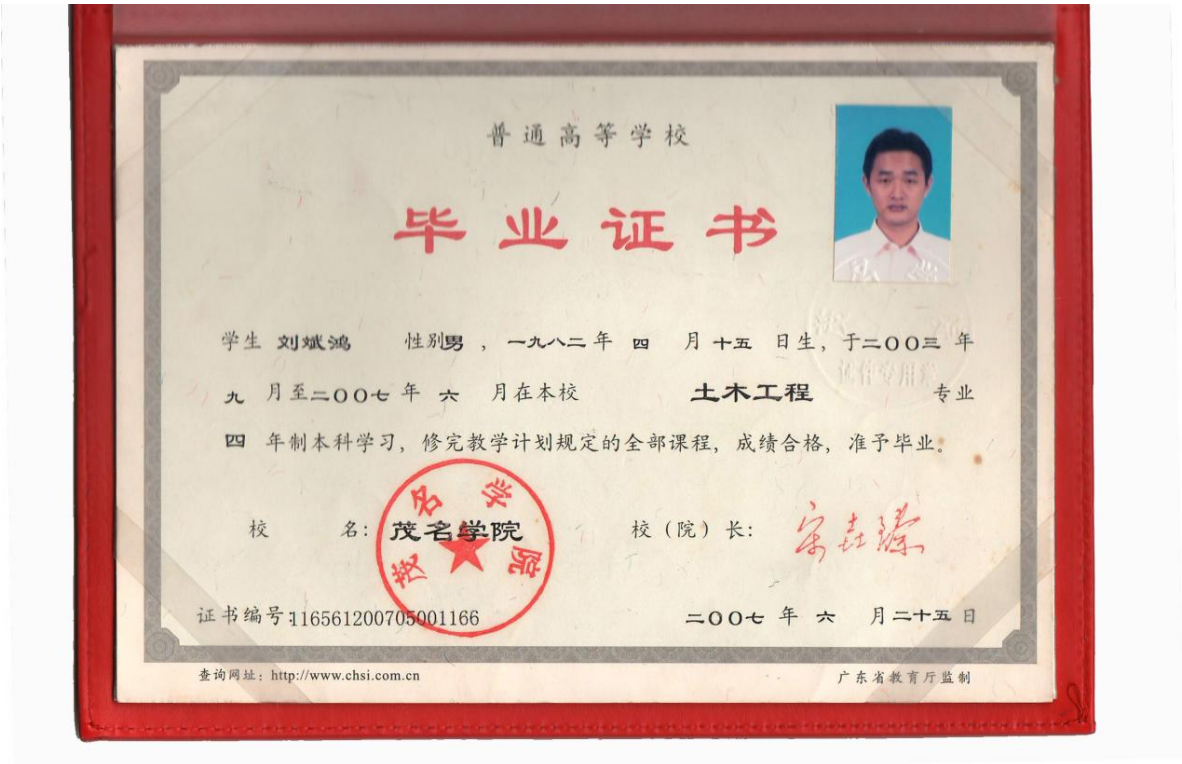 普通高等学校
毕业证书
学生 刘斌鸿 性别男，一九八二年 四 月十五 日生，于二〇〇三年
九 月至二〇〇七年 六 月在本校 土木工程 专业
四 年制本科学习，修完教学计划规定的全部课程，成绩合格，准予毕业。
校 名：茂名学院 校（院）长：
茂名学院
证书编号:116561200705001166 二〇〇七年 六 月二十五日
查询网址：http://www.chsi.com.cn 广东省教育厅监制